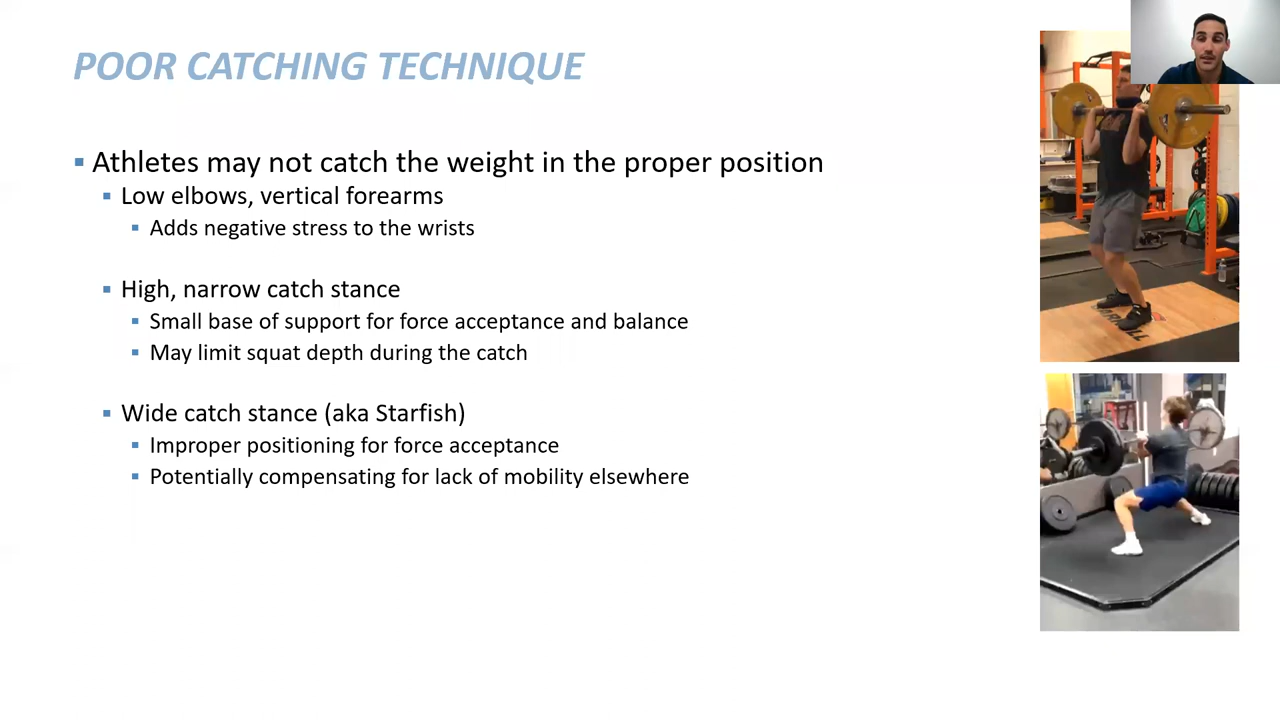 POOR CATCHING TECHNIQUE
Athletes may not catch the weight in the proper position
Low elbows, vertical forearms
Adds negative stress to the wrists
High, narrow catch stance
Small base of support for force acceptance and balance
May limit squat depth during the catch
Wide catch stance (aka Starfish)
Improper positioning for force acceptance
Potentially compensating for lack of mobility elsewhere